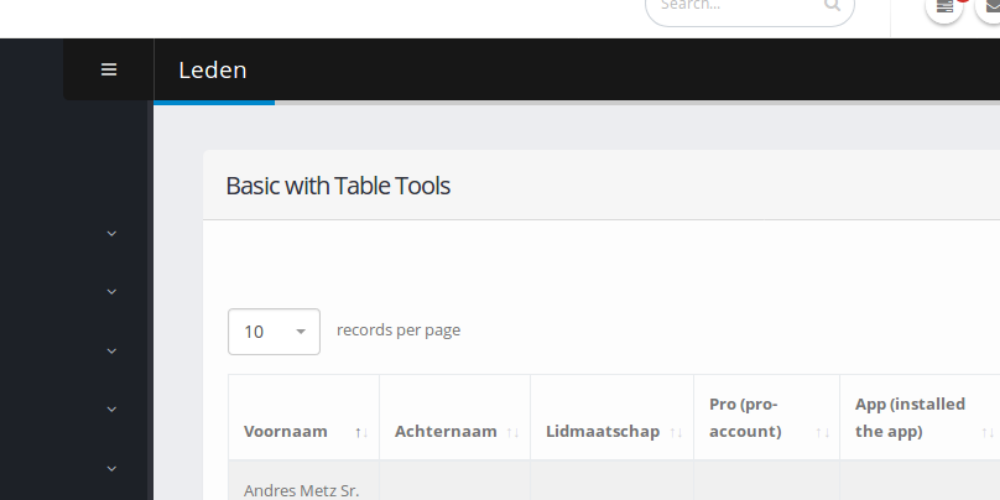 Search...
Leden
Basic with Table Tools
10 records per page
Pro (pro- App (installed
Voornaam Achternaam Lidmaatschap account) the app)
Andres Metz Sr.